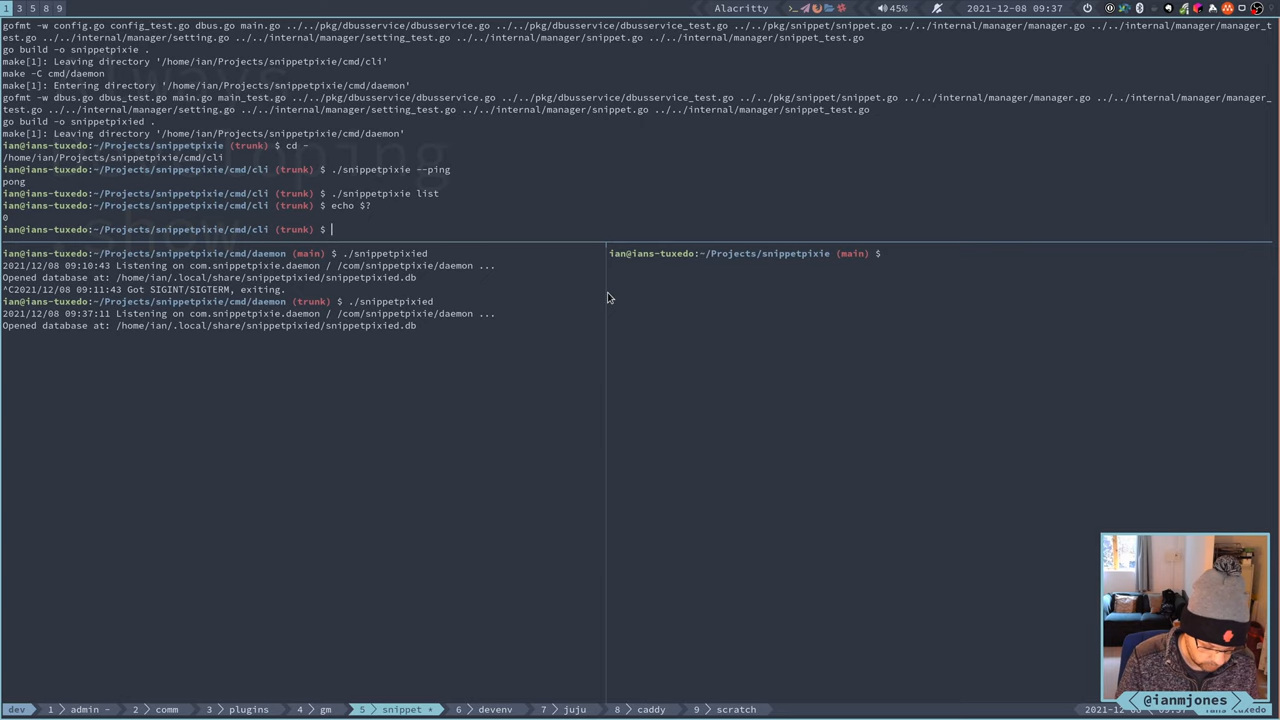 1 3 5 8 9
Alacritty
45%
2021-12-08 09:37
gofmt -w config.go config_test.go dbus.go main.go ../../pkg/dbusservice/dbusservice.go ../../pkg/dbusservice/dbusservice_test.go ../../pkg/snippet/snippet.go ../../internal/manager/manager.go ../../internal/manager/manager_t
est.go ../../internal/manager/setting.go ../../internal/manager/setting_test.go ../../internal/manager/snippet.go ../../internal/manager/snippet_test.go
go build -o snippetpixie .
make[1]: Leaving directory '/home/ian/Projects/snippetpixie/cmd/cli'
make -C cmd/daemon
make[1]: Entering directory '/home/ian/Projects/snippetpixie/cmd/daemon'
gofmt -w dbus.go dbus_test.go main.go main_test.go ../../pkg/dbusservice/dbusservice.go ../../pkg/dbusservice/dbusservice_test.go ../../pkg/snippet/snippet.go ../../internal/manager/manager.go ../../internal/manager/manager_
test.go ../../internal/manager/setting.go ../../internal/manager/setting_test.go ../../internal/manager/snippet.go ../../internal/manager/snippet_test.go
go build -o snippetpixied .
make[1]: Leaving directory '/home/ian/Projects/snippetpixie/cmd/daemon'
ian@ians-tuxedo:~/Projects/snippetpixie (trunk) $ cd -
/home/ian/Projects/snippetpixie/cmd/cli
ian@ians-tuxedo:~/Projects/snippetpixie/cmd/cli (trunk) $ ./snippetpixie --ping
pong
ian@ians-tuxedo:~/Projects/snippetpixie/cmd/cli (trunk) $ ./snippetpixie list
ian@ians-tuxedo:~/Projects/snippetpixie/cmd/cli (trunk) $ echo $?
0
ian@ians-tuxedo:~/Projects/snippetpixie/cmd/cli (trunk) $
ian@ians-tuxedo:~/Projects/snippetpixie/cmd/daemon (main) $ ./snippetpixied
2021/12/08 09:10:43 Listening on com.snippetpixie.daemon / /com/snippetpixie/daemon ...
Opened database at: /home/ian/.local/share/snippetpixied/snippetpixied.db
^C2021/12/08 09:11:43 Got SIGINT/SIGTERM, exiting.
ian@ians-tuxedo:~/Projects/snippetpixie/cmd/daemon (trunk) $ ./snippetpixied
2021/12/08 09:37:11 Listening on com.snippetpixie.daemon / /com/snippetpixie/daemon ...
Opened database at: /home/ian/.local/share/snippetpixied/snippetpixied.db
ian@ians-tuxedo:~/Projects/snippetpixie (main) $
@ianmjones
dev 1 admin - 2 comm 3 plugins 4 gm 5 snippet * 6 devenv 7 juju 8 caddy 9 scratch